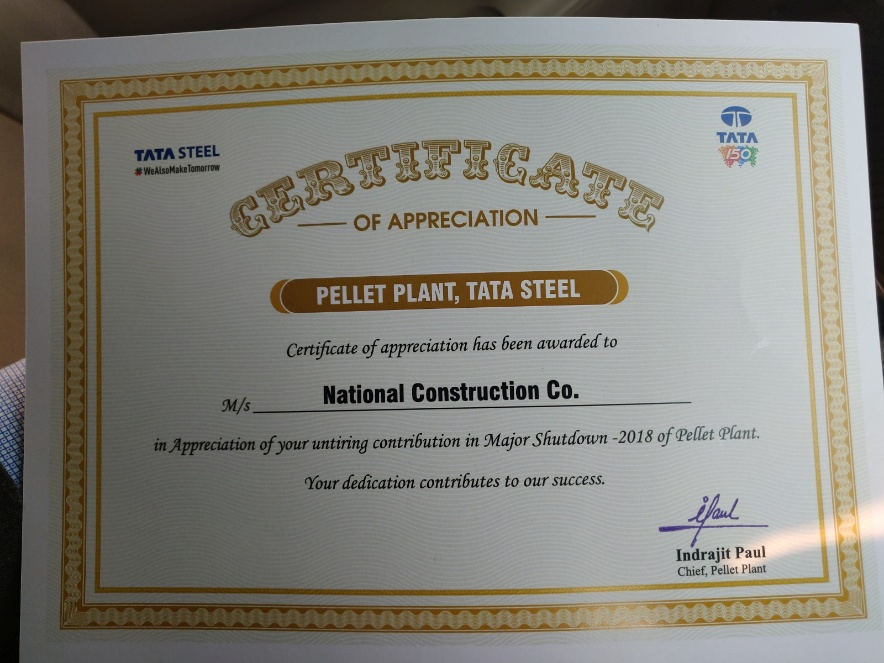 TATA STEEL
#WeAlsoMakeTomorrow
TATA
150
CERTIFICATE
OF APPRECIATION
PELLET PLANT, TATA STEEL
Certificate of appreciation has been awarded to
M/s National Construction Co.
in Appreciation of your untiring contribution in Major Shutdown -2018 of Pellet Plant.
Your dedication contributes to our success.
iPaul
Indrajit Paul
Chief, Pellet Plant